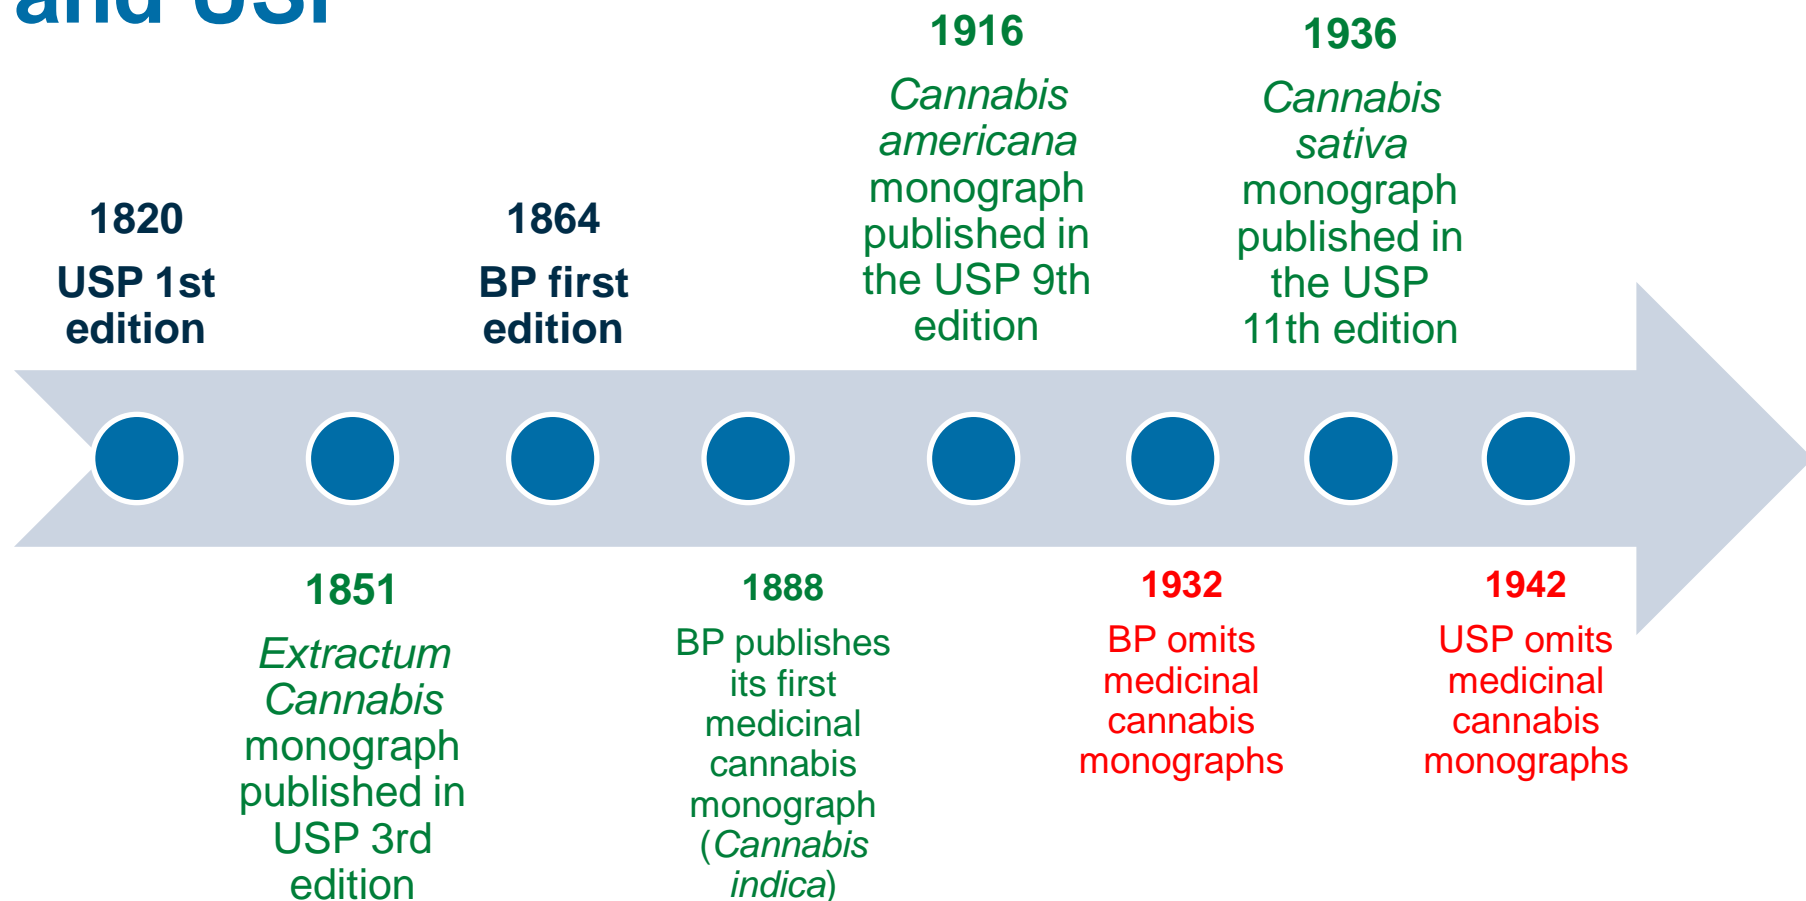 and USP
1820
USP 1st
edition
1851
Extractum
Cannabis
monograph
published in
USP 3rd
edition
1864
BP first
edition
1888
BP publishes
its first
medicinal
cannabis
monograph
(Cannabis
indica)
1916
Cannabis
americana
monograph
published in
the USP 9th
edition
1932
BP omits
medicinal
cannabis
monographs
1936
Cannabis
sativa
monograph
published in
the USP
11th edition
1942
USP omits
medicinal
cannabis
monographs